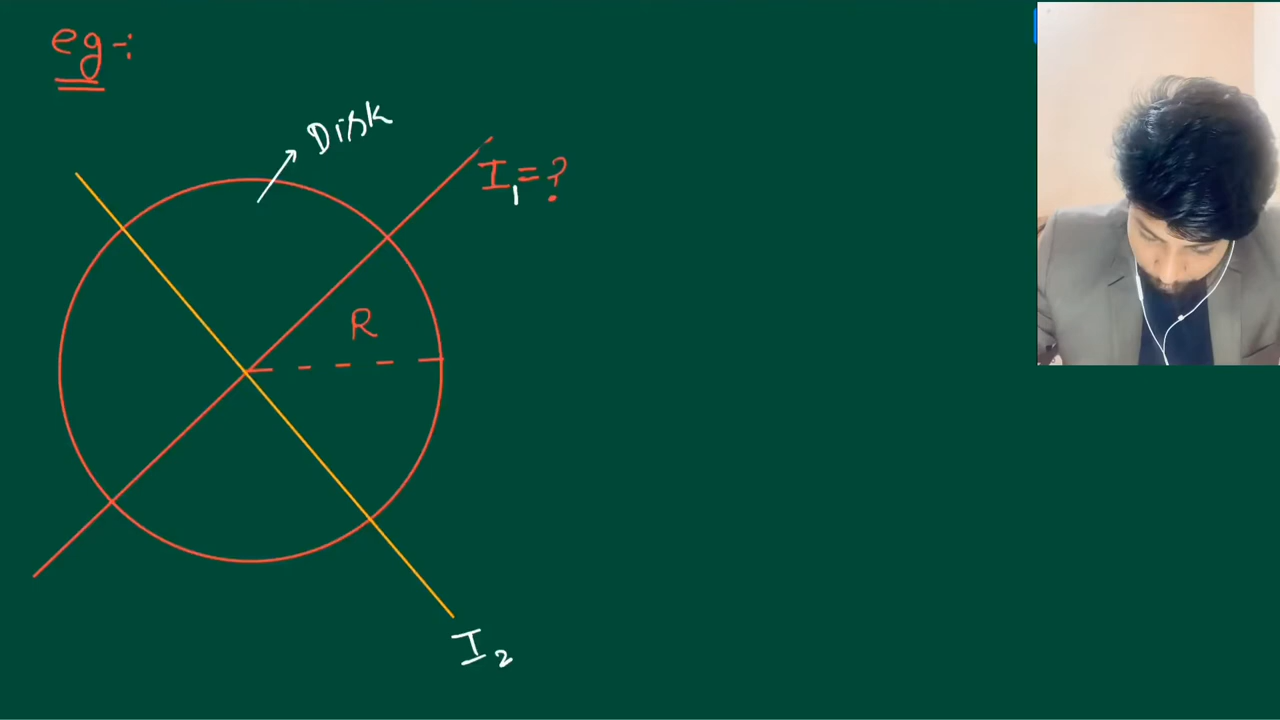 eg-:
Disk
I₁=?
R
I₂